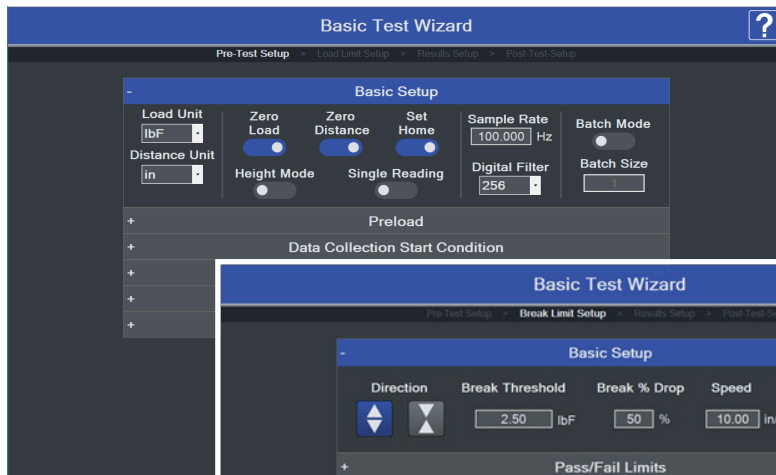 Basic Test Wizard
?
Pre-Test Setup > Load Limit Setup > Results Setup > Post-Test-Setup
- Basic Setup
Load Unit
lbF
Distance Unit
in
Zero Load
Zero Distance
Set Home
Height Mode
Single Reading
Sample Rate
100.000 Hz
Digital Filter
256
Batch Mode
Batch Size
1
+ Preload
+ Data Collection Start Condition
+
+
+
Basic Test Wizard
Pre-Test Setup > Break Limit Setup > Results Setup > Post-Test-S
- Basic Setup
Direction
Break Threshold
2.50 lbF
Break % Drop
50 %
Speed
10.00 in/
+ Pass/Fail Limits